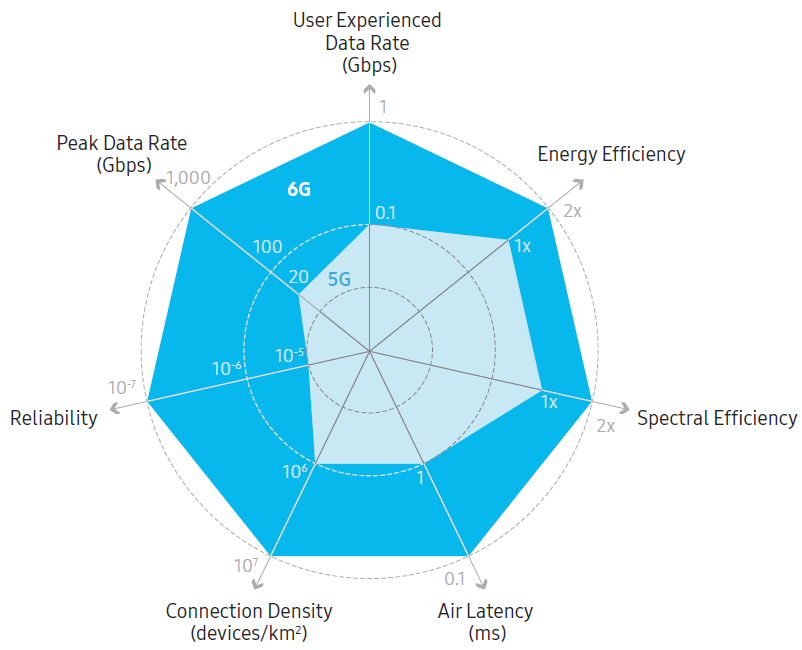 User Experienced
Data Rate
(Gbps)
1
Peak Data Rate
(Gbps)
1,000
Energy Efficiency
2x
6G
0.1
100
1x
20
5G
10⁻⁵
10⁻⁶
10⁻⁷
Reliability
1x
2x
Spectral Efficiency
10⁶
1
10⁷
0.1
Connection Density
(devices/km²)
Air Latency
(ms)